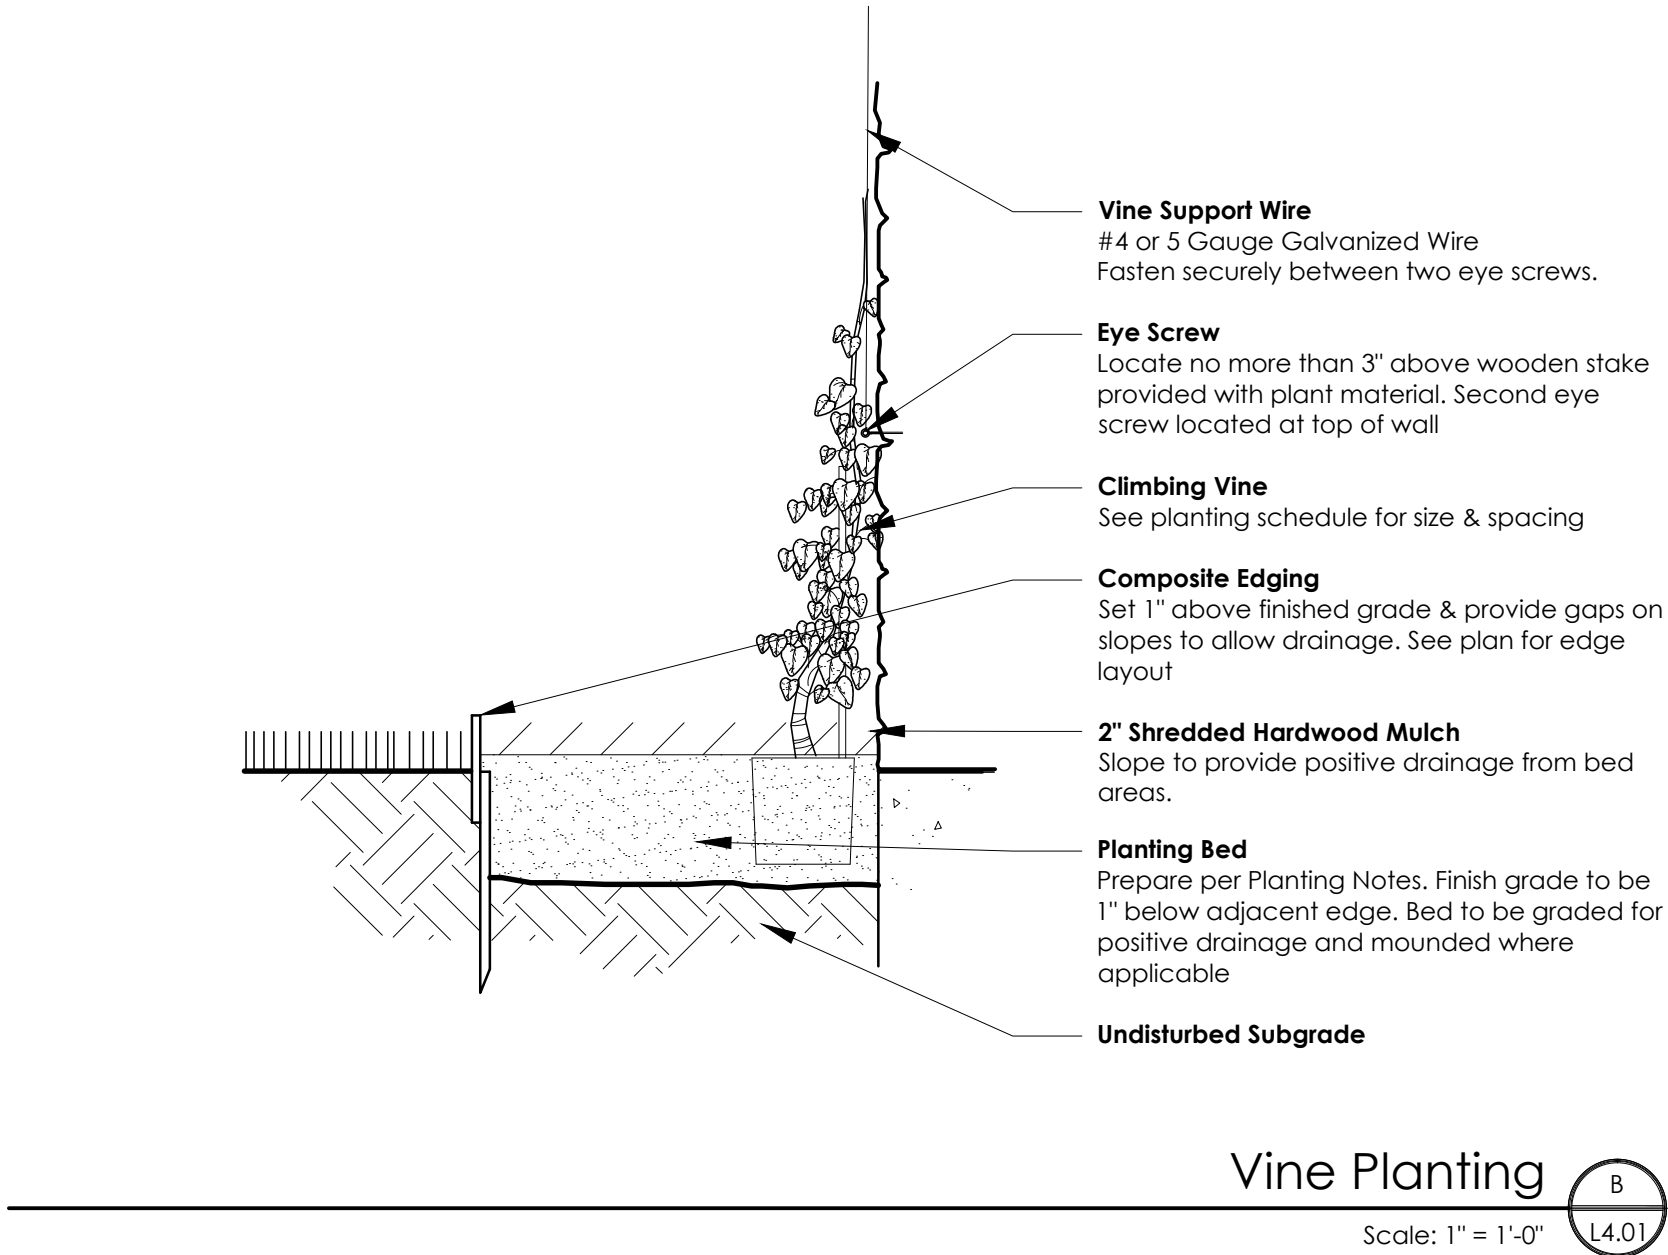 Vine Support Wire
#4 or 5 Gauge Galvanized Wire
Fasten securely between two eye screws.
Eye Screw
Locate no more than 3" above wooden stake
provided with plant material. Second eye
screw located at top of wall
Climbing Vine
See planting schedule for size & spacing
Composite Edging
Set 1" above finished grade & provide gaps on
slopes to allow drainage. See plan for edge
layout
2" Shredded Hardwood Mulch
Slope to provide positive drainage from bed
areas.
Planting Bed
Prepare per Planting Notes. Finish grade to be
1" below adjacent edge. Bed to be graded for
positive drainage and mounded where
applicable
Undisturbed Subgrade
Vine Planting
B
Scale: 1" = 1'-0"
L4.01